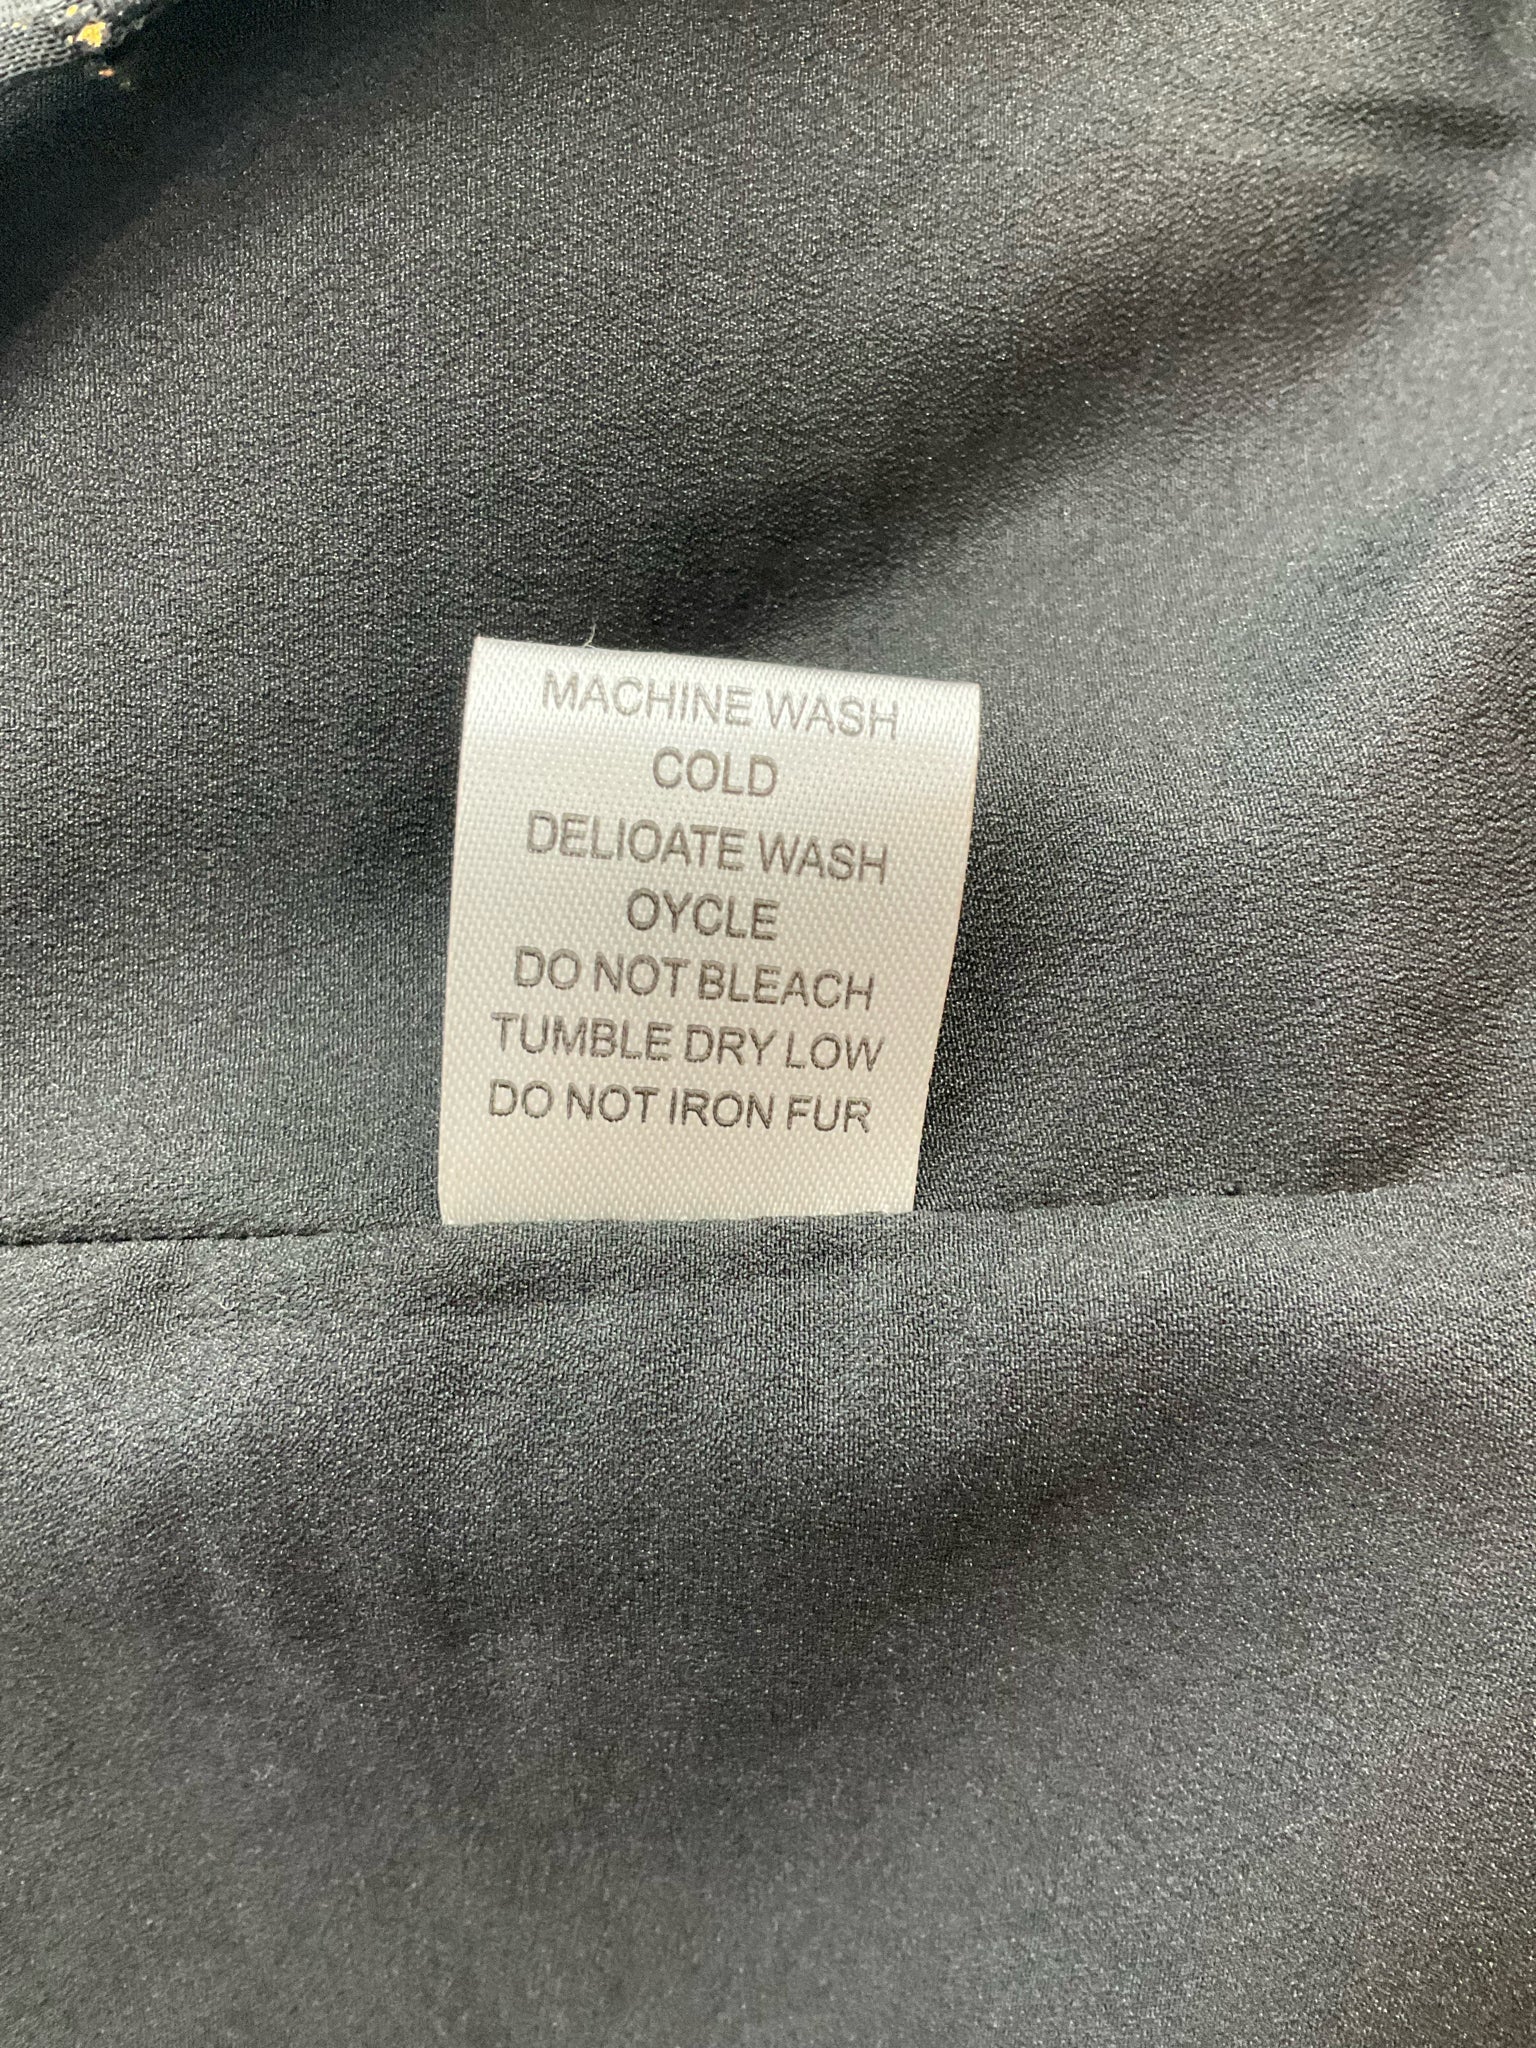 MACHINE WASH
COLD
DELIOATE WASH
OYCLE
DO NOT BLEACH
TUMBLE DRY LOW
DO NOT IRON FUR